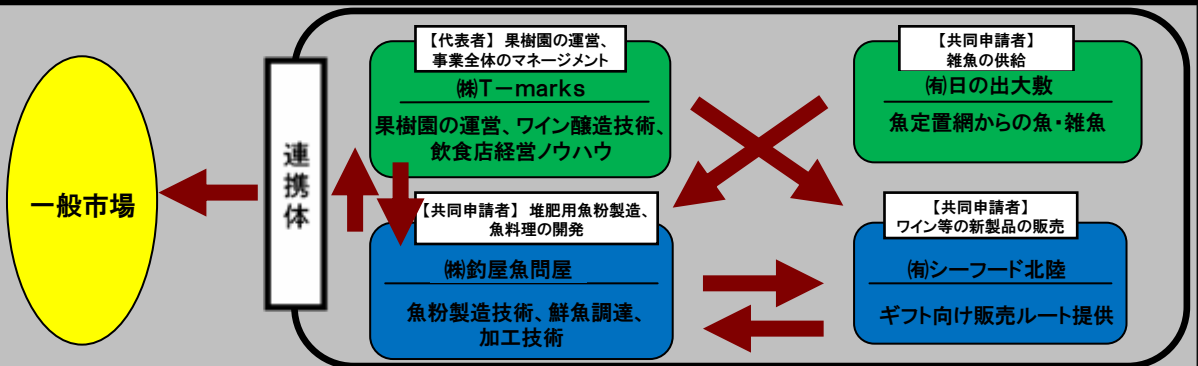 一般市場
連携体
【代表者】 果樹園の運営、
事業全体のマネージメント
㈱T-marks
果樹園の運営、ワイン醸造技術、
飲食店経営ノウハウ
【共同申請者】
雑魚の供給
㈲日の出大敷
魚定置網からの魚・雑魚
【共同申請者】 堆肥用魚粉製造、
魚料理の開発
㈱釣屋魚問屋
魚粉製造技術、鮮魚調達、
加工技術
【共同申請者】
ワイン等の新製品の販売
㈲シーフード北陸
ギフト向け販売ルート提供